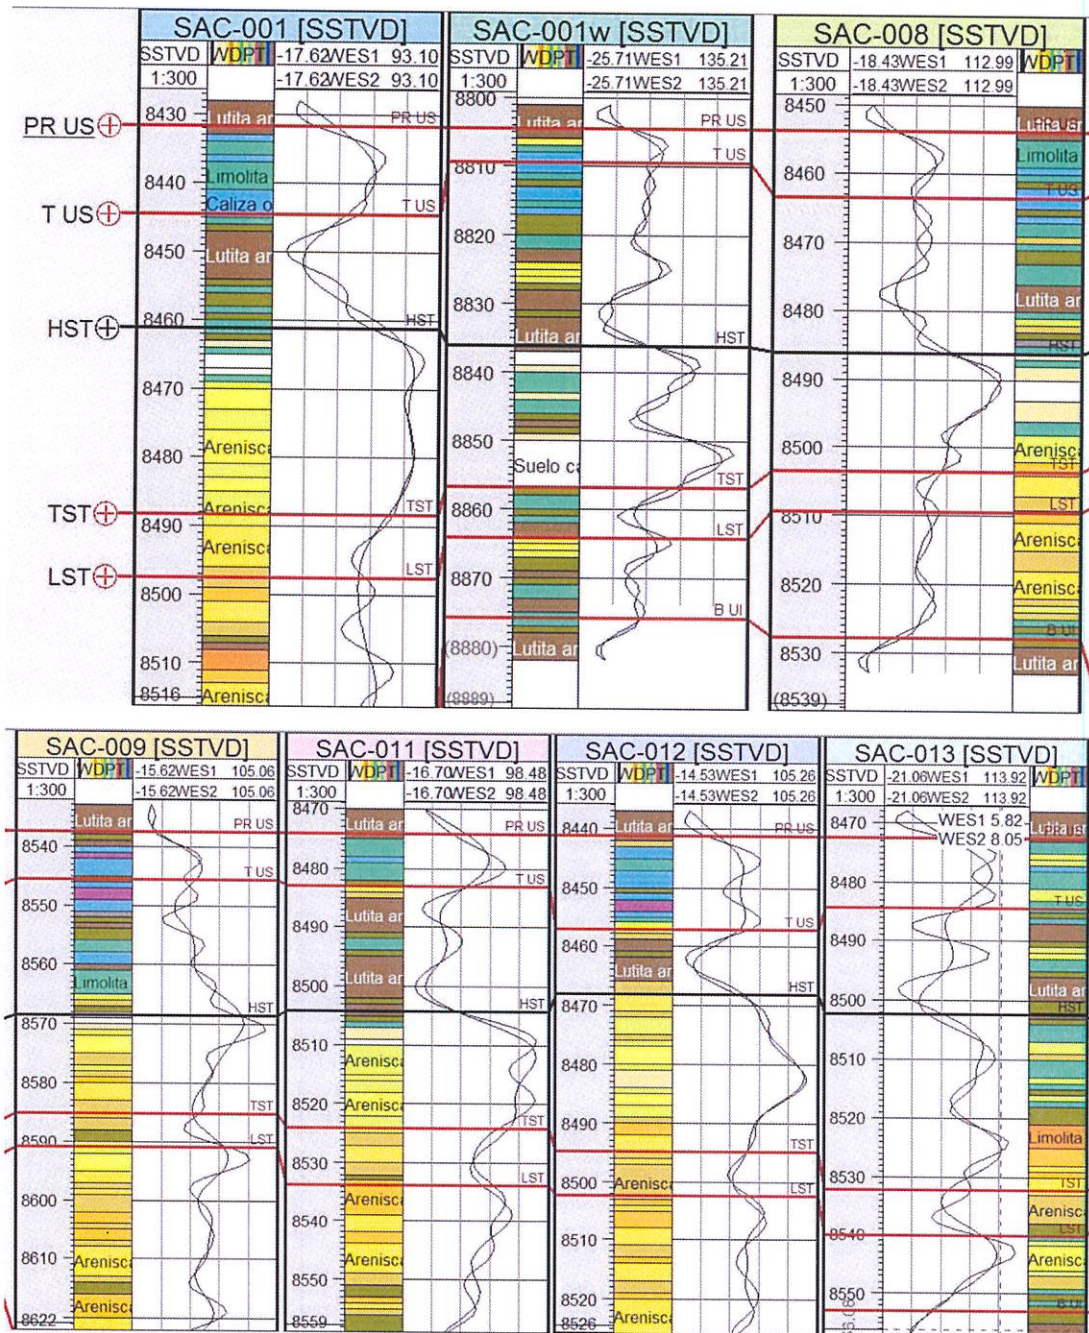 SAC-001 [SSTVD]
SSTVD WDPT -17.62WES1 93.10
1:300 -17.62WES2 93.10
8430
8440
8450
8460
8470
8480
8490
8500
8510
8516
Lutita ar
Limolita
Caliza o
Lutita ar
Arenisca
Arenisca
Arenisca
Arenisca
PR US
T US
HST
TST
LST
PR US
T US
HST
TST
LST
SAC-001w [SSTVD]
SSTVD WDPT -25.71WES1 135.21
1:300 -25.71WES2 135.21
8800
8810
8820
8830
8840
8850
8860
8870
(8880)
(8889)
Lutita ar
Lutita ar
Suelo ca
Lutita ar
PR US
T US
HST
TST
LST
B UI
SAC-008 [SSTVD]
SSTVD -18.43WES1 112.99 WDPT
1:300 -18.43WES2 112.99
8450
8460
8470
8480
8490
8500
8510
8520
8530
(8539)
PR US
Limolita
T US
Lutita ar
HST
Arenisca
TST
LST
Arenisca
Arenisca
B UI
Lutita ar
SAC-009 [SSTVD]
SSTVD WDPT -15.62WES1 105.06
1:300 -15.62WES2 105.06
8540
8550
8560
8570
8580
8590
8600
8610
8622
Lutita ar
Limolita
Arenisca
Arenisca
PR US
T US
HST
TST
LST
SAC-011 [SSTVD]
SSTVD WDPT -16.70WES1 98.48
1:300 -16.70WES2 98.48
8470
8480
8490
8500
8510
8520
8530
8540
8550
8559
Lutita ar
Lutita ar
Lutita ar
Arenisca
Arenisca
Arenisca
Arenisca
PR US
T US
HST
TST
LST
SAC-012 [SSTVD]
SSTVD WDPT -14.53WES1 105.26
1:300 -14.53WES2 105.26
8440
8450
8460
8470
8480
8490
8500
8510
8520
8526
Lutita ar
Lutita ar
Arenisca
Arenisca
PR US
T US
HST
TST
LST
SAC-013 [SSTVD]
SSTVD -21.06WES1 113.92 WDPT
1:300 -21.06WES2 113.92
WES1 5.82
WES2 8.05
8470
8480
8490
8500
8510
8520
8530
8540
8550
T US
Lutita ar
HST
Limolita
TST
Arenisca
LST
Arenisca
B UI